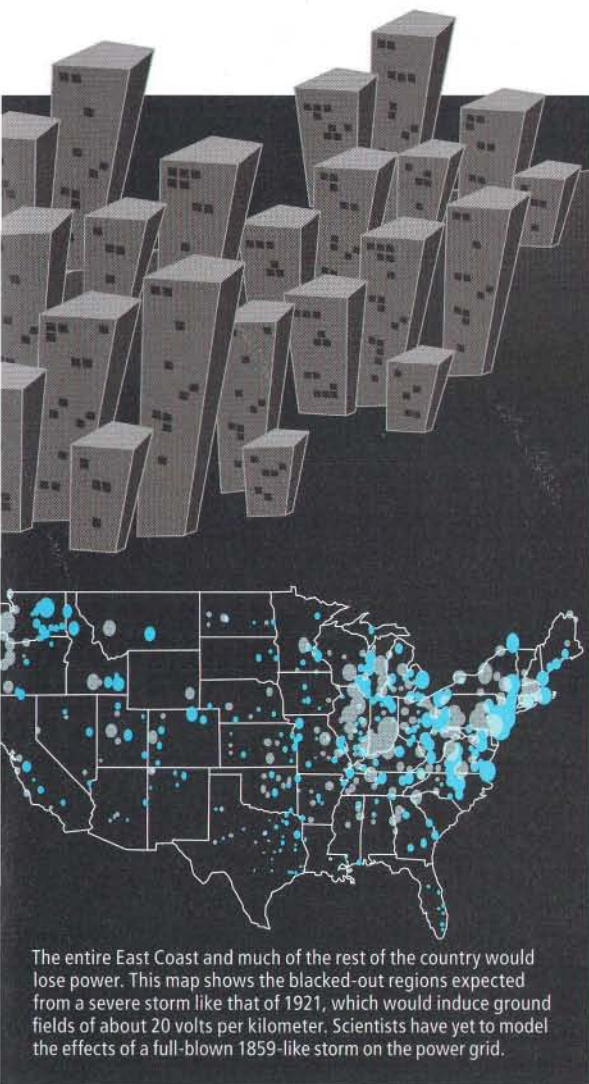 The entire East Coast and much of the rest of the country would
lose power. This map shows the blacked-out regions expected
from a severe storm like that of 1921, which would induce ground
fields of about 20 volts per kilometer. Scientists have yet to model
the effects of a full-blown 1859-like storm on the power grid.